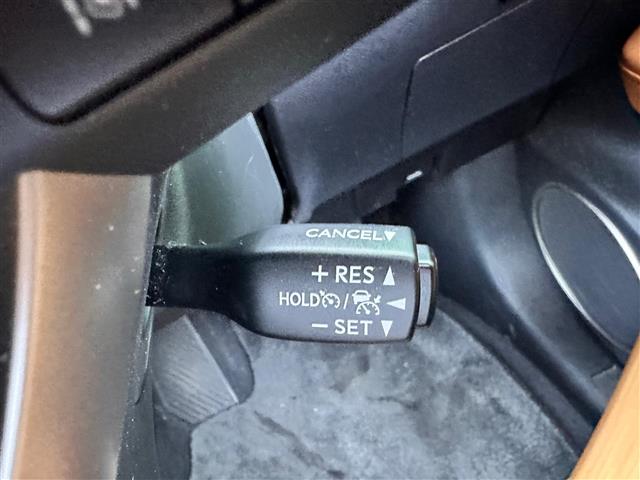 CANCEL▼
+ RES ▲
HOLD / ◀
− SET ▼